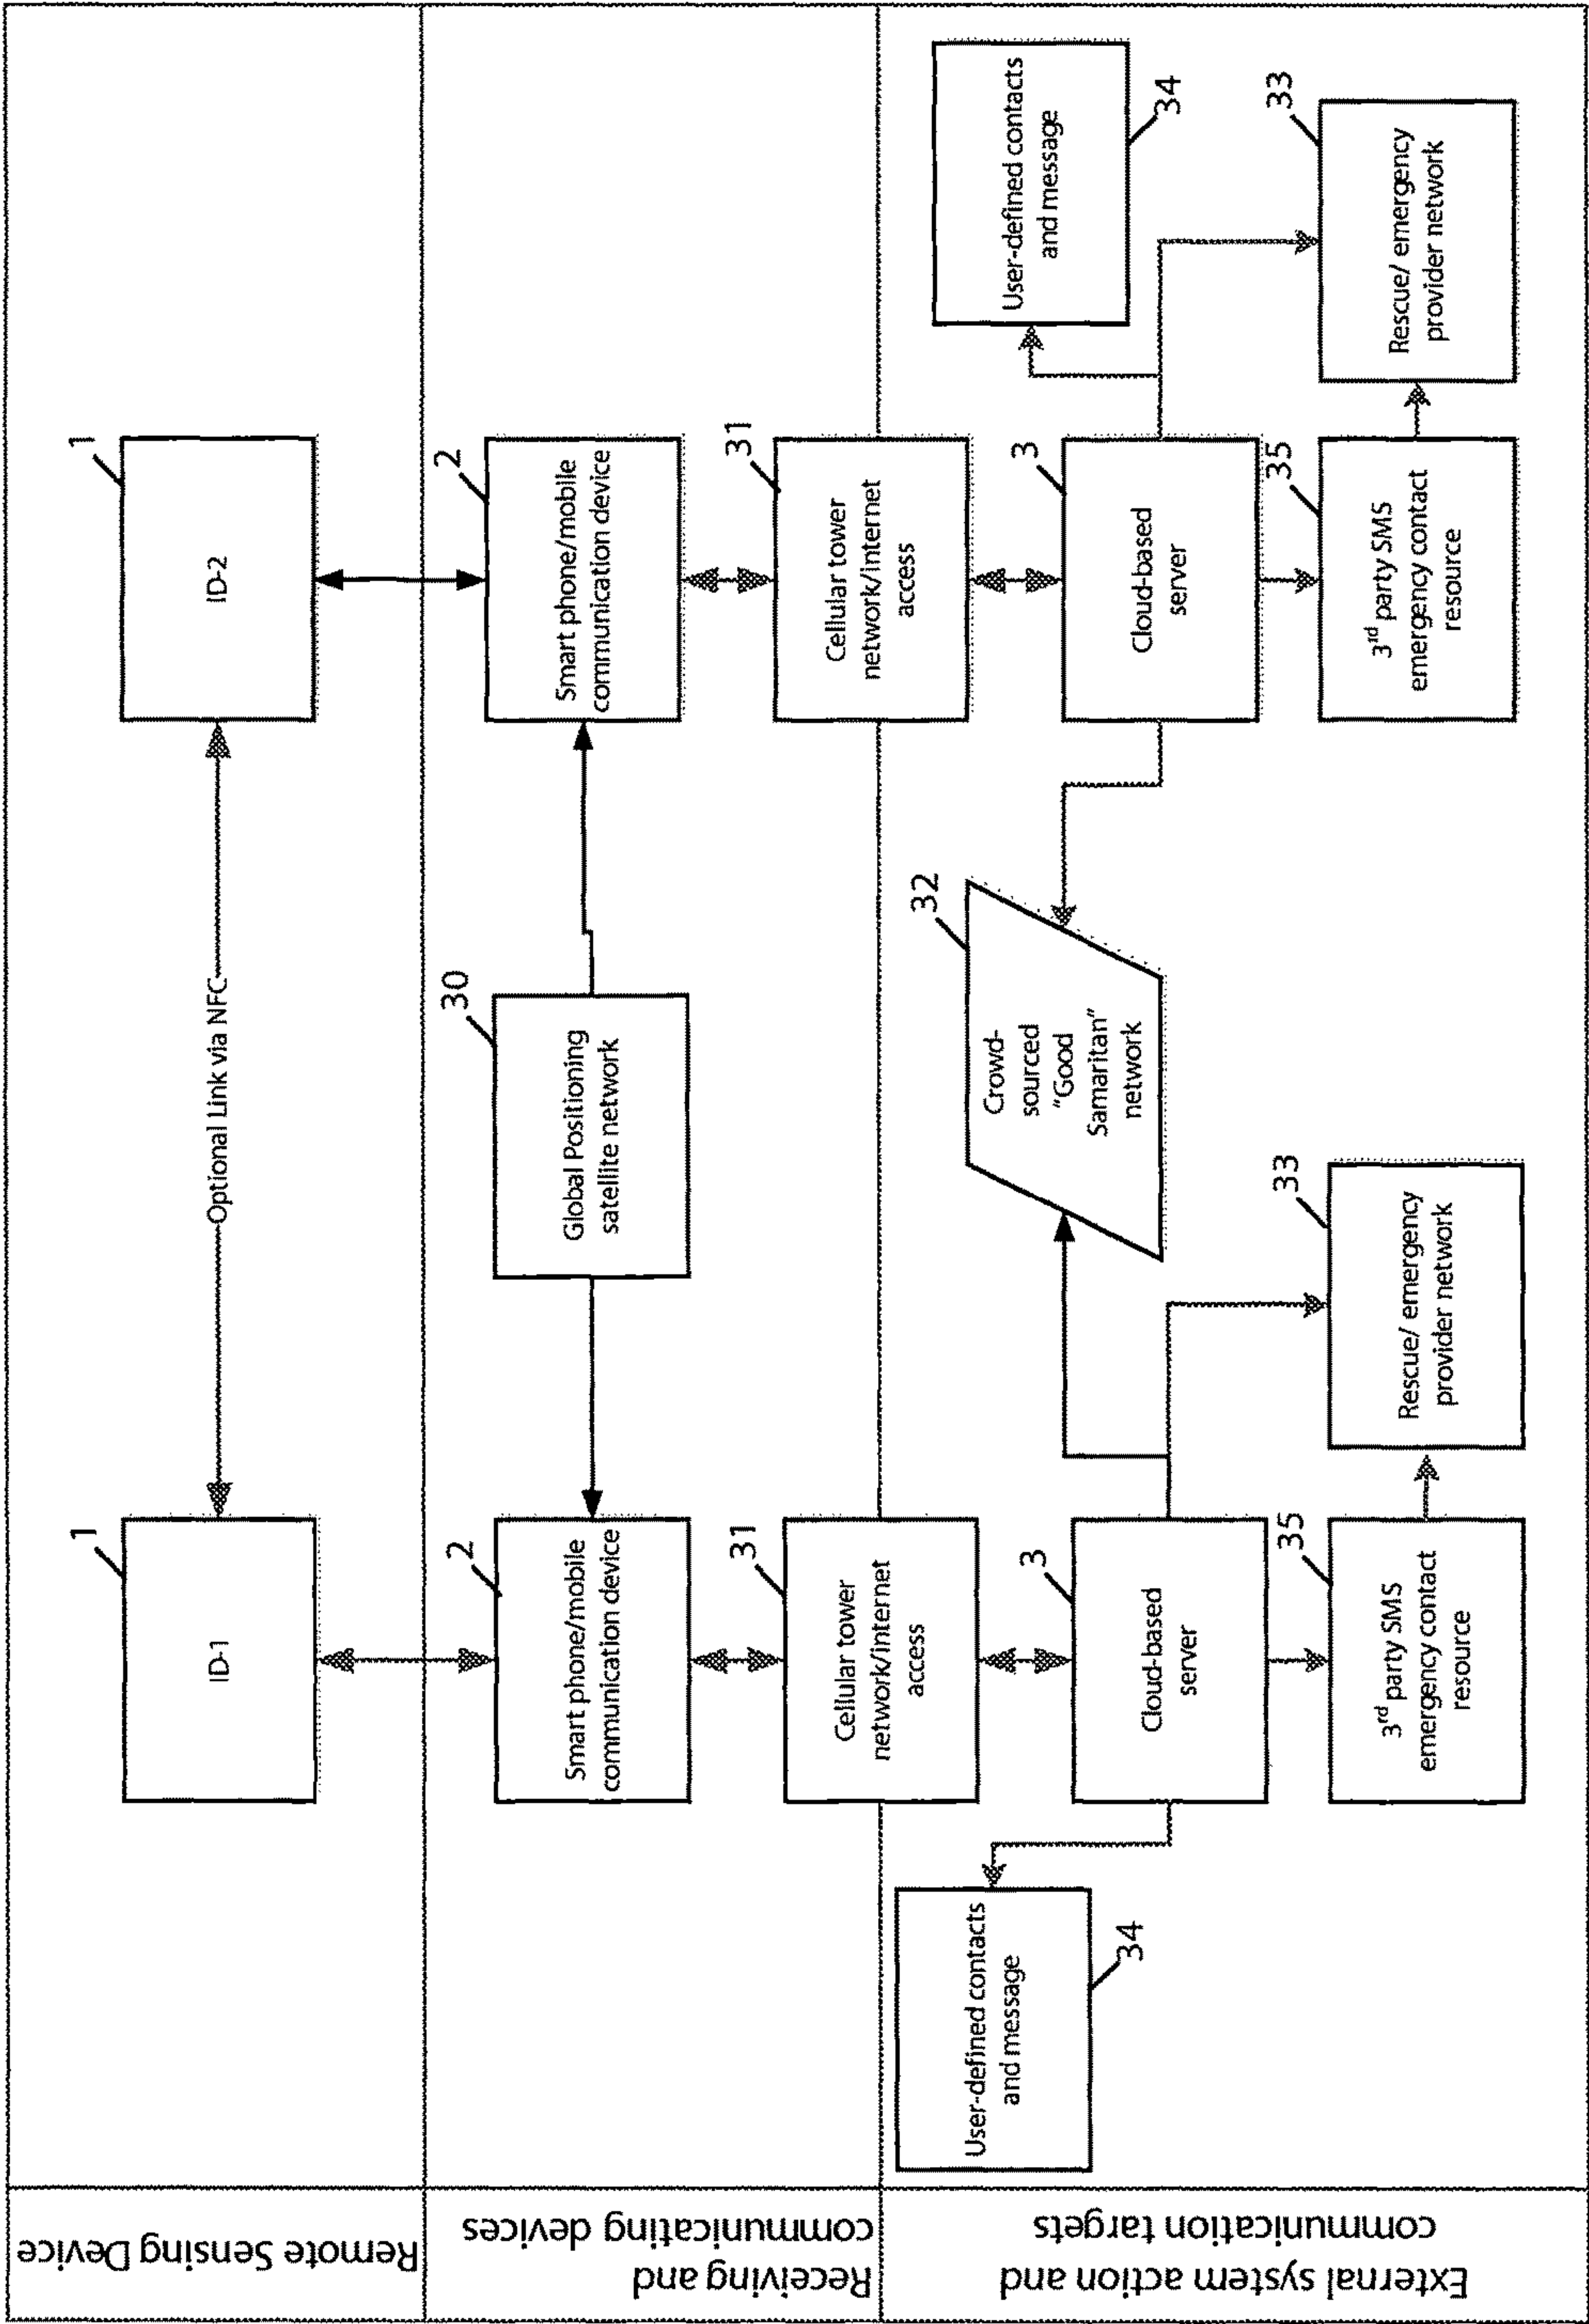 Remote Sensing Device
1
ID-1
Optional Link via NFC
1
ID-2
Receiving and
communicating devices
2
Smart phone/mobile
communication device
30
Global Positioning
satellite network
2
Smart phone/mobile
communication device
31
Cellular tower
network/internet
access
31
Cellular tower
network/internet
access
External system action and
communication targets
User-defined contacts
and message
34
3
Cloud-based
server
32
Crowd-
sourced
“Good
Samaritan”
network
3
Cloud-based
server
User-defined contacts
and message
34
35
3rd party SMS
emergency contact
resource
33
Rescue/ emergency
provider network
35
3rd party SMS
emergency contact
resource
33
Rescue/ emergency
provider network